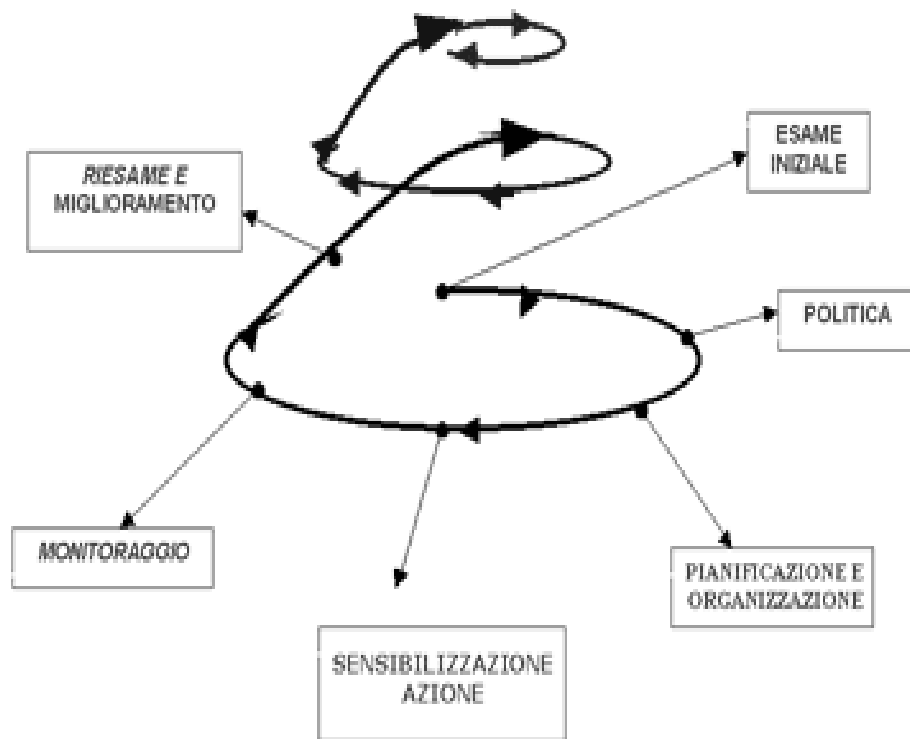 ESAME
INIZIALE
RIESAME E
MIGLIORAMENTO
POLITICA
MONITORAGGIO
PIANIFICAZIONE E
ORGANIZZAZIONE
SENSIBILIZZAZIONE
AZIONE